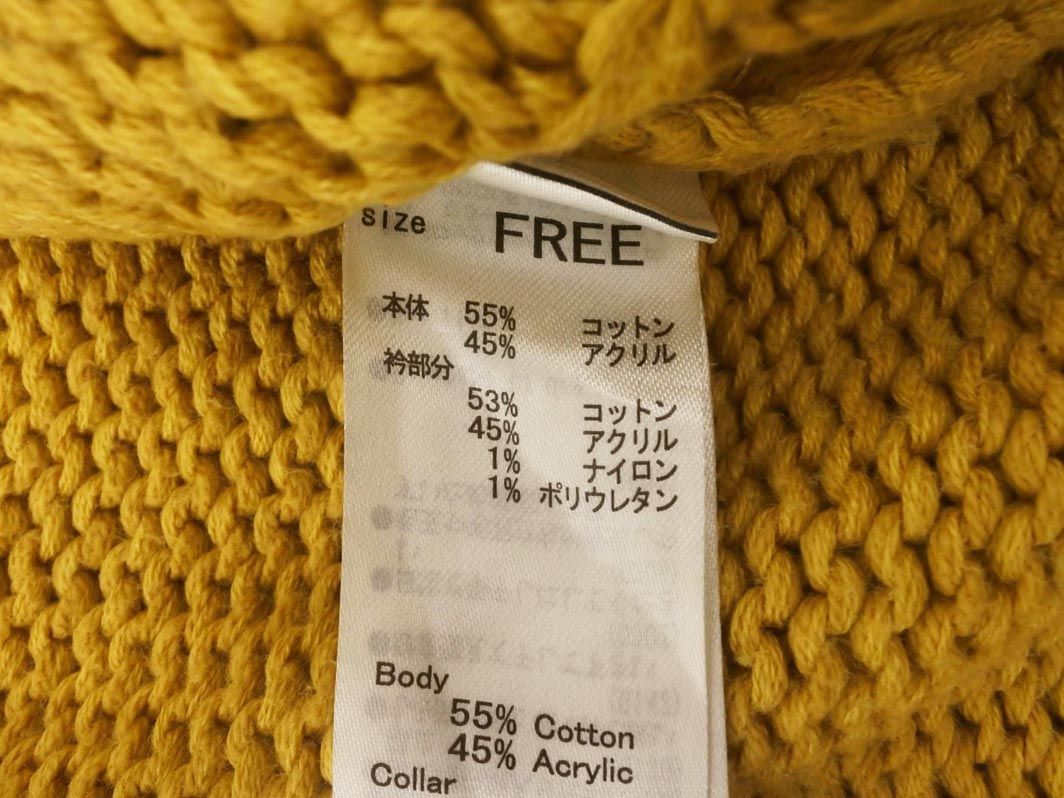 size FREE
本体 55% コットン
45% アクリル
衿部分
53% コットン
45% アクリル
1% ナイロン
1% ポリウレタン
Body
55% Cotton
45% Acrylic
Collar